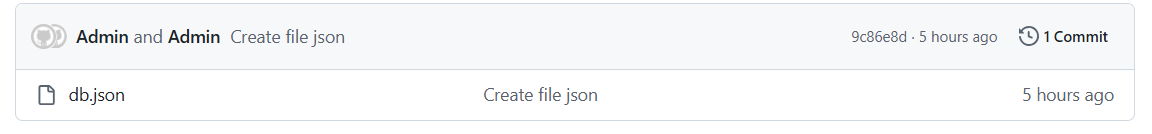 Admin and Admin Create file json 9c86e8d · 5 hours ago 1 Commit
db.json Create file json 5 hours ago